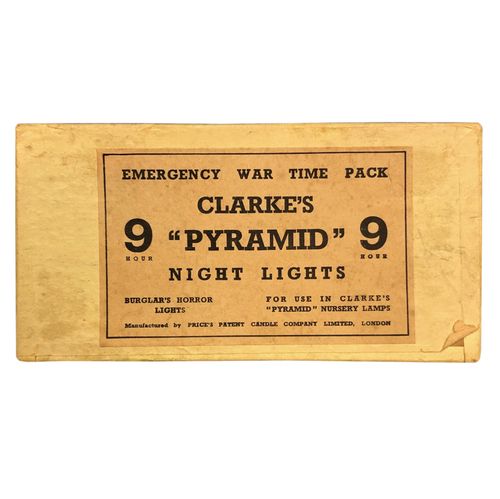 EMERGENCY WAR TIME PACK
CLARKE'S
9 HOUR "PYRAMID" 9 HOUR
NIGHT LIGHTS
BURGLAR'S HORROR LIGHTS
FOR USE IN CLARKE'S
"PYRAMID" NURSERY LAMPS
Manufactured by PRICE'S PATENT CANDLE COMPANY LIMITED, LONDON